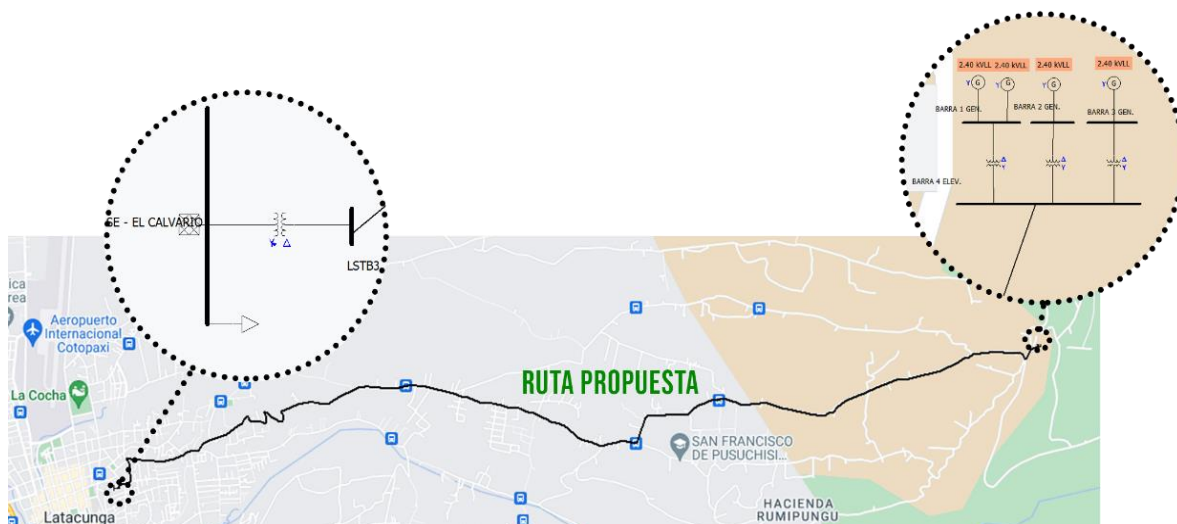 2.40 kVLL 2.40 kVLL 2.40 kVLL 2.40 kVLL
Y G G Y G Y G
BARRA 1 GEN. BARRA 2 GEN. BARRA 3 GEN.
Δ Δ Δ
Y Y Y
BARRA 4 ELEV.
SE - EL CALVARIO
Y Δ
LSTB3
Aeropuerto
Internacional
Cotopaxi
La Cocha
RUTA PROPUESTA
SAN FRANCISCO
DE PUSUCHISI...
HACIENDA
RUMIPUNGU
Latacunga